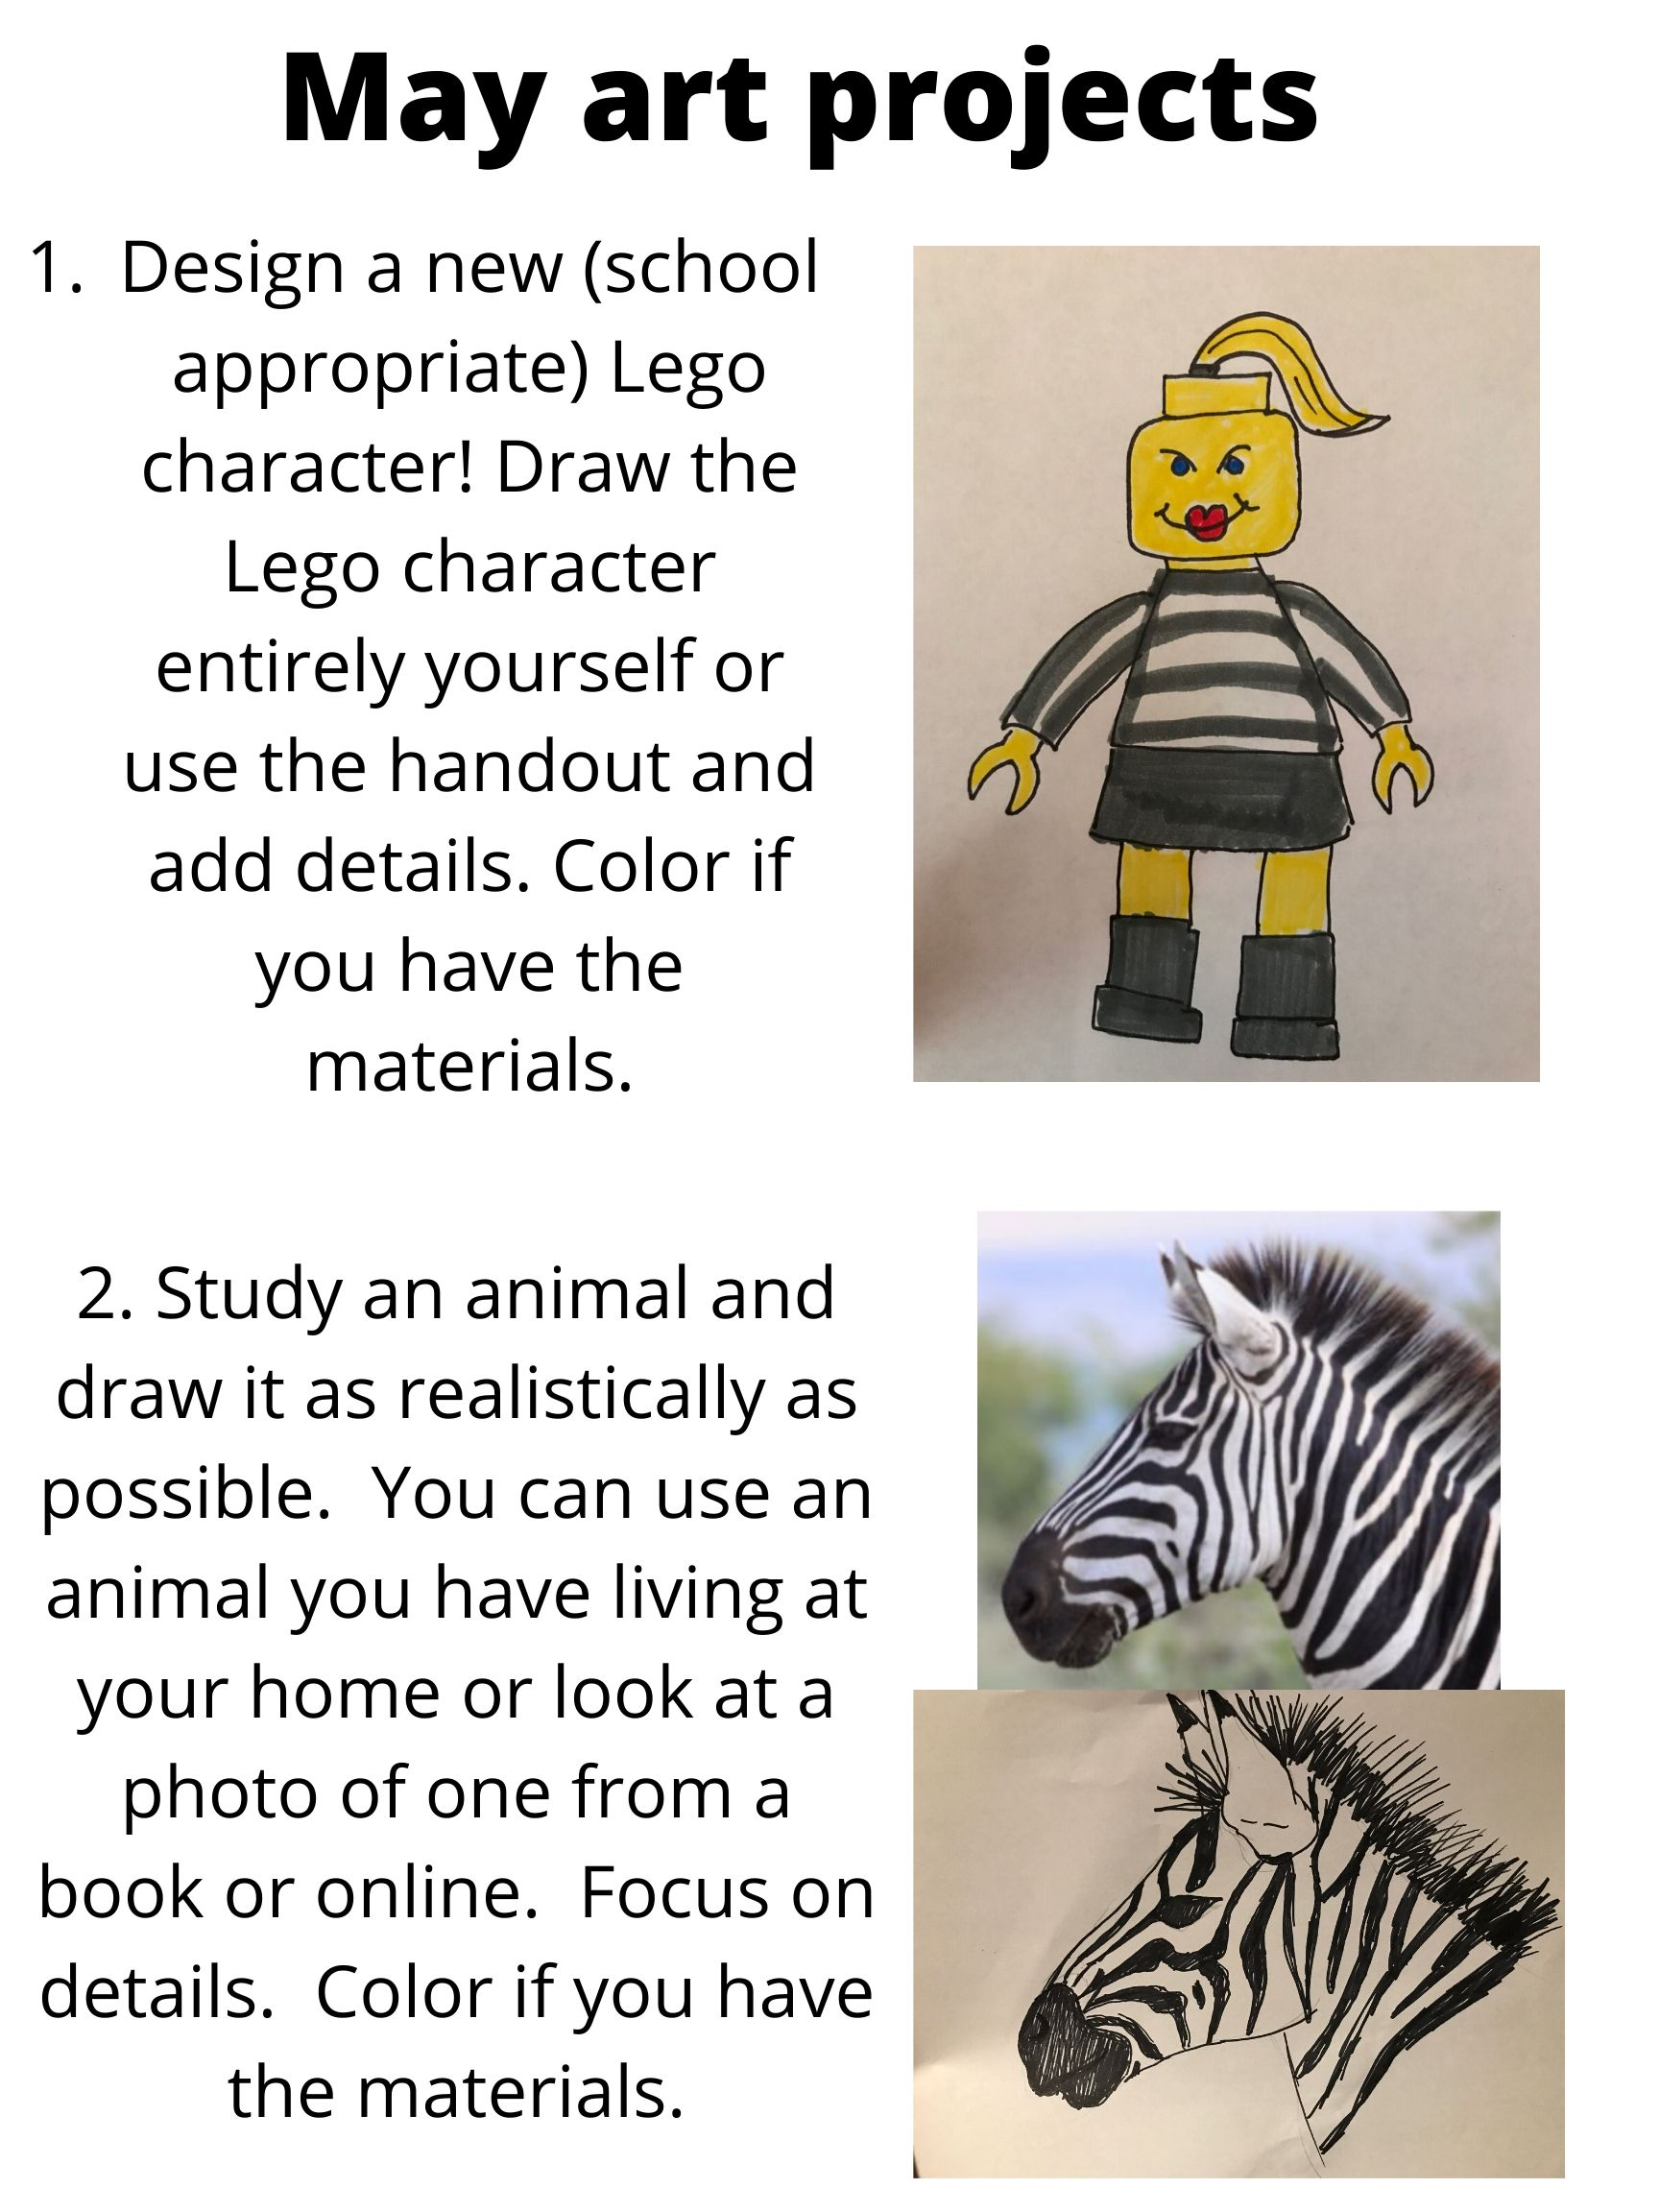 May art projects
1.  Design a new (school
appropriate) Lego
character! Draw the
Lego character
entirely yourself or
use the handout and
add details. Color if
you have the
materials.
2. Study an animal and
draw it as realistically as
possible.  You can use an
animal you have living at
your home or look at a
photo of one from a
book or online.  Focus on
details.  Color if you have
the materials.